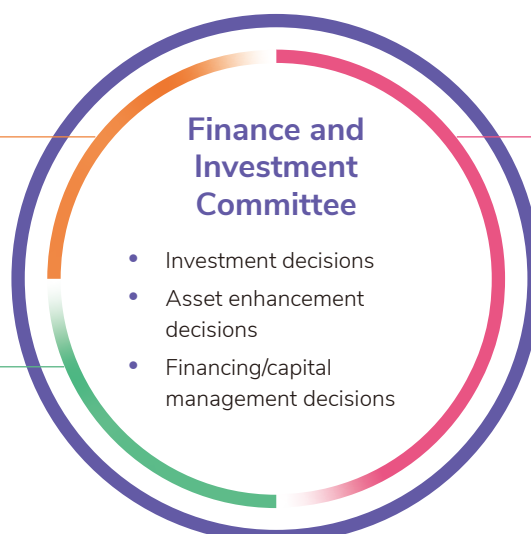 Finance and
Investment
Committee
• Investment decisions
• Asset enhancement
decisions
• Financing/capital
management decisions